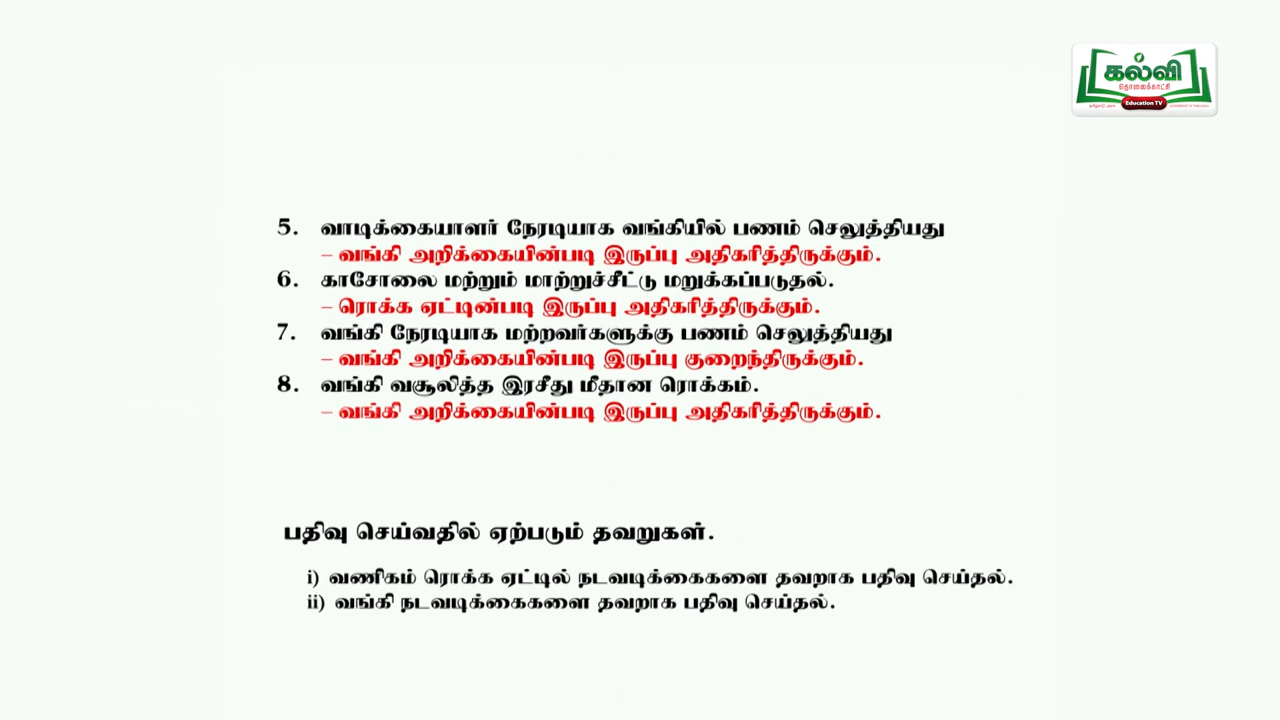 கல்வி
தொலைக்காட்சி
Education TV
5. வாடிக்கையாளர் நேரடியாக வங்கியில் பணம் செலுத்தியது
– வங்கி அறிக்கையின்படி இருப்பு அதிகரித்திருக்கும்.
6. காசோலை மற்றும் மாற்றுச்சீட்டு மறுக்கப்படுதல்.
– ரொக்க ஏட்டின்படி இருப்பு அதிகரித்திருக்கும்.
7. வங்கி நேரடியாக மற்றவர்களுக்கு பணம் செலுத்தியது
– வங்கி அறிக்கையின்படி இருப்பு குறைந்திருக்கும்.
8. வங்கி வசூலித்த இரசீது மீதான ரொக்கம்.
– வங்கி அறிக்கையின்படி இருப்பு அதிகரித்திருக்கும்.
பதிவு செய்வதில் ஏற்படும் தவறுகள்.
i) வணிகம் ரொக்க ஏட்டில் நடவடிக்கைகளை தவறாக பதிவு செய்தல்.
ii) வங்கி நடவடிக்கைகளை தவறாக பதிவு செய்தல்.